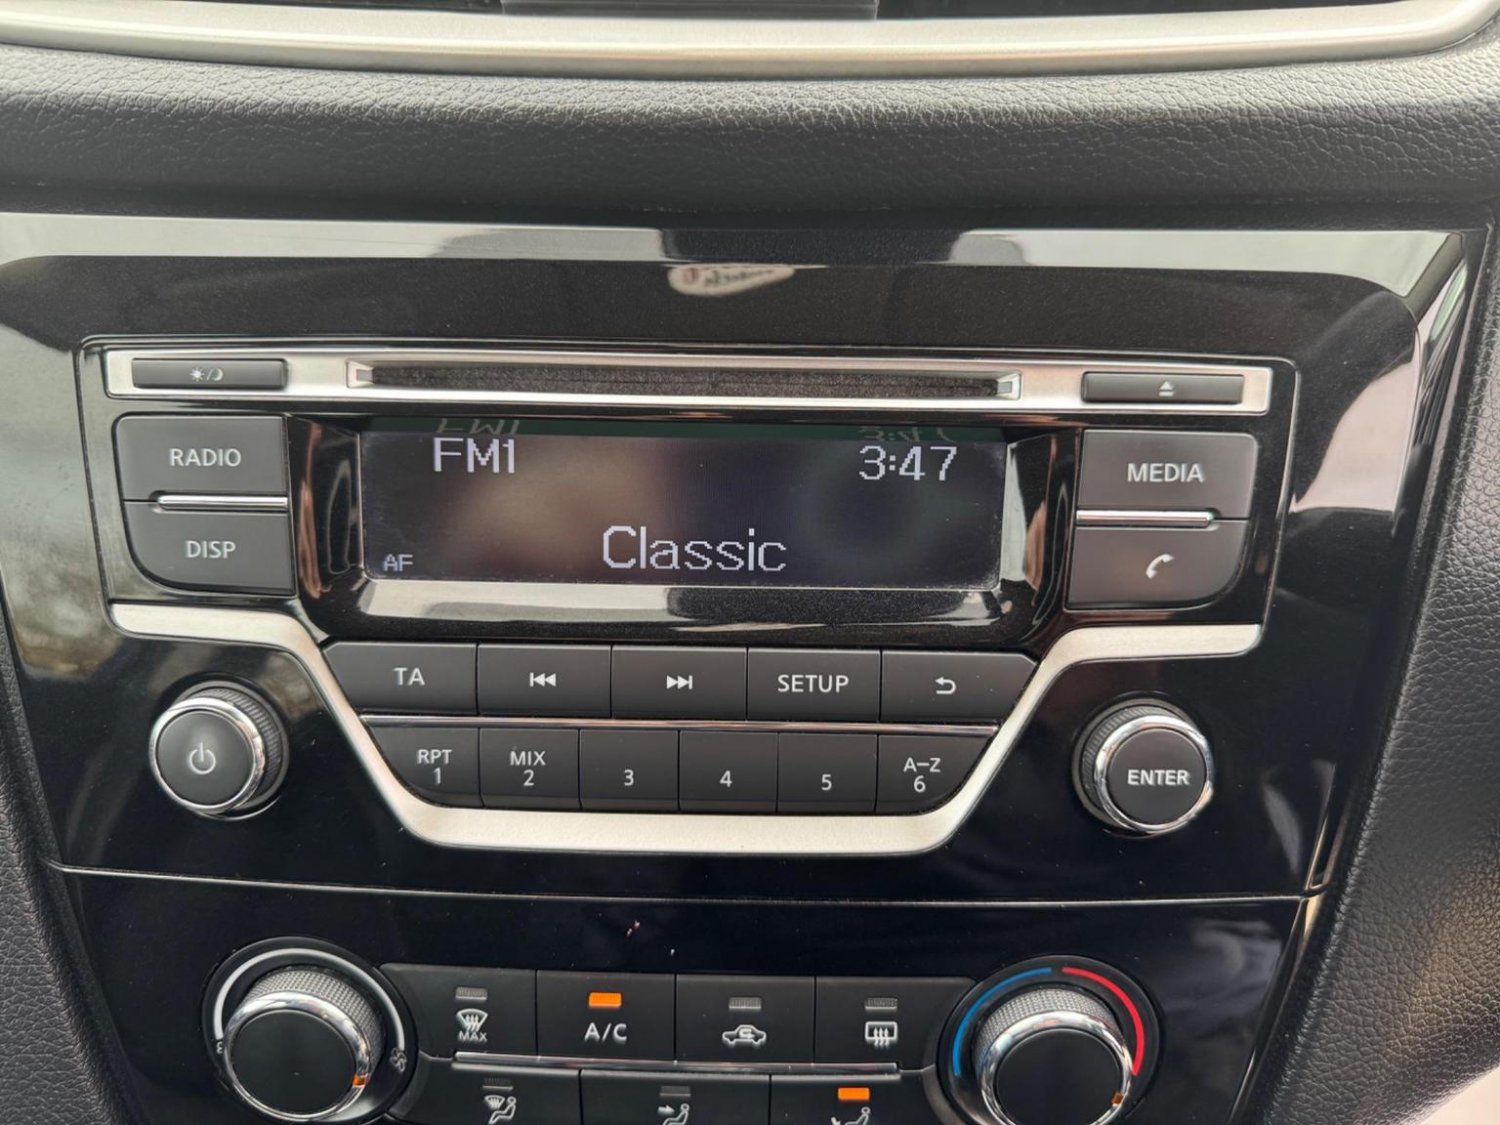 FM1 3:47
AF Classic
RADIO
DISP
MEDIA
TA SETUP
RPT 1 MIX 2 3 4 5 A–Z 6
ENTER
MAX
A/C